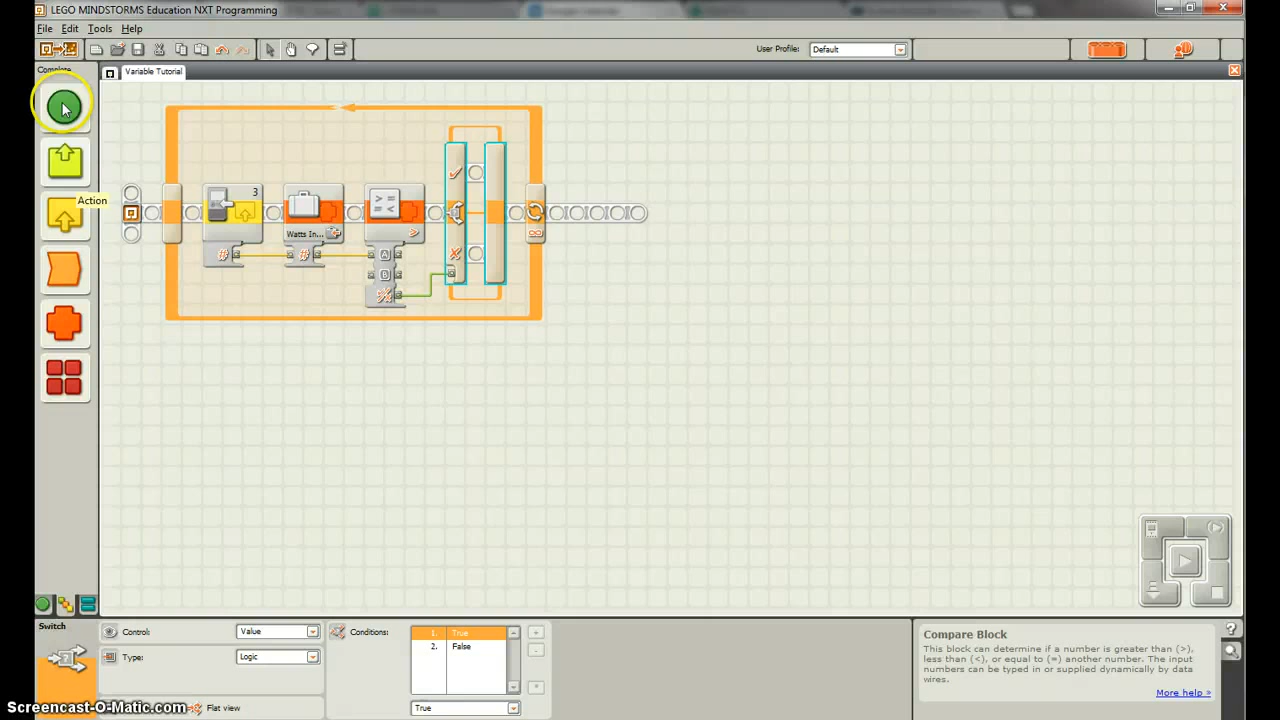 LEGO MINDSTORMS Education NXT Programming
File Edit Tools Help
User Profile: Default
Complete
Variable Tutorial
Action
3
Watts In...
> =
= <
>
#
#
A
B
Switch
Control: Value
Type: Logic
Flat view
Conditions:
1. True
2. False
+
-
*
True
Compare Block
This block can determine if a number is greater than (>),
less than (<), or equal to (=) another number. The input
numbers can be typed in or supplied dynamically by data
wires.
More help »
?
Screencast-O-Matic.com